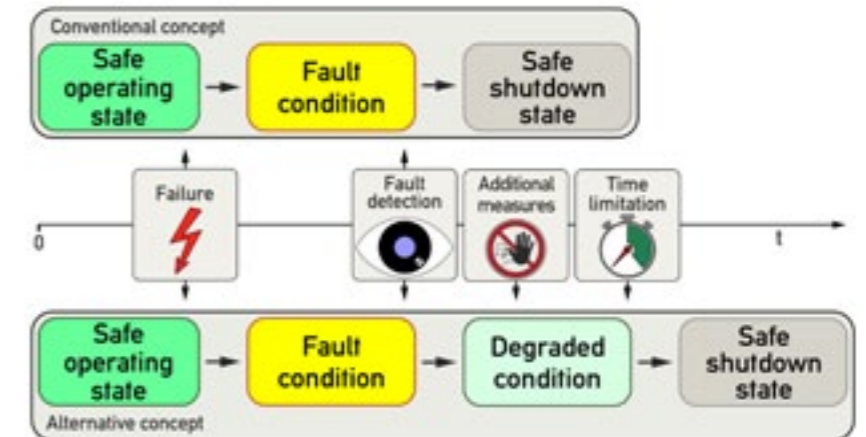 Conventional concept
Safe
operating
state
Fault
condition
Safe
shutdown
state
Failure
Fault
detection
Additional
measures
Time
limitation
0
t
Safe
operating
state
Fault
condition
Degraded
condition
Safe
shutdown
state
Alternative concept